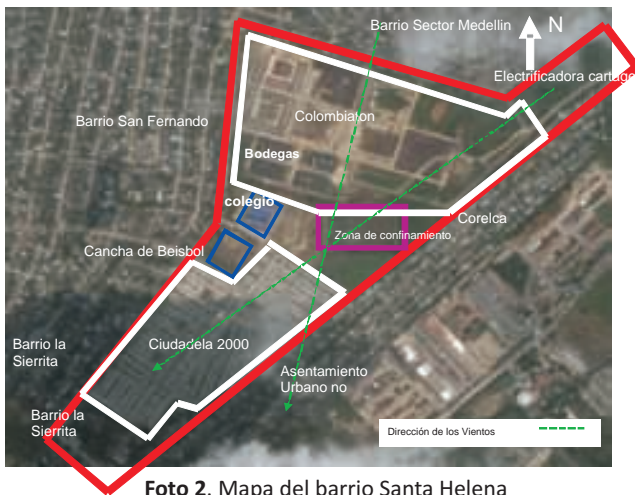 Barrio Sector Medellin
N
Electrificadora cartage
Colombiaton
Barrio San Fernando
Bodegas
colegio
Corelca
Zona de confinamiento
Cancha de Beisbol
Ciudadela 2000
Barrio la
Sierrita
Asentamiento
Urbano no
Barrio la
Sierrita
Dirección de los Vientos
Foto 2. Mapa del barrio Santa Helena